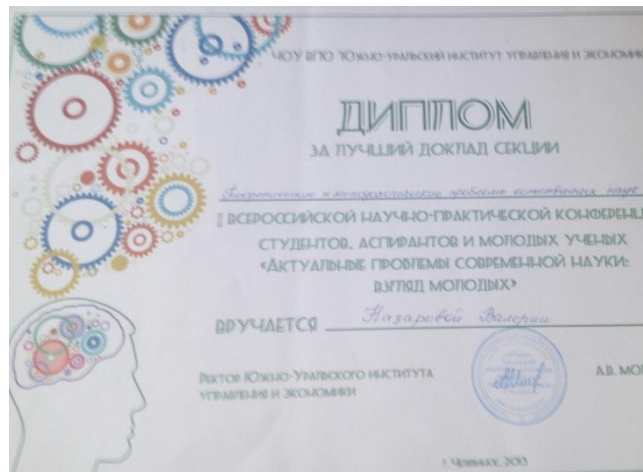 ЧОУ ВПО "Южно-Уральский институт управления и экономи
ДИПЛОМ
ЗА ЛУЧШИЙ ДОКЛАД СЕКЦИИ
Теоретические и методологические проблемы естественных наук
ВСЕРОССИЙСКОЙ НАУЧНО-ПРАКТИЧЕСКОЙ КОНФЕРЕНЦ
СТУДЕНТОВ, АСПИРАНТОВ И МОЛОДЫХ УЧЕНЫХ
«АКТУАЛЬНЫЕ ПРОБЛЕМЫ СОВРЕМЕННОЙ НАУКИ:
ВЗГЛЯД МОЛОДЫХ»
ВРУЧАЕТСЯ Назаровой Валерии
Ректор Южно-Уральского института
управления и экономики
А.В. МО
г. Челябинск, 2013